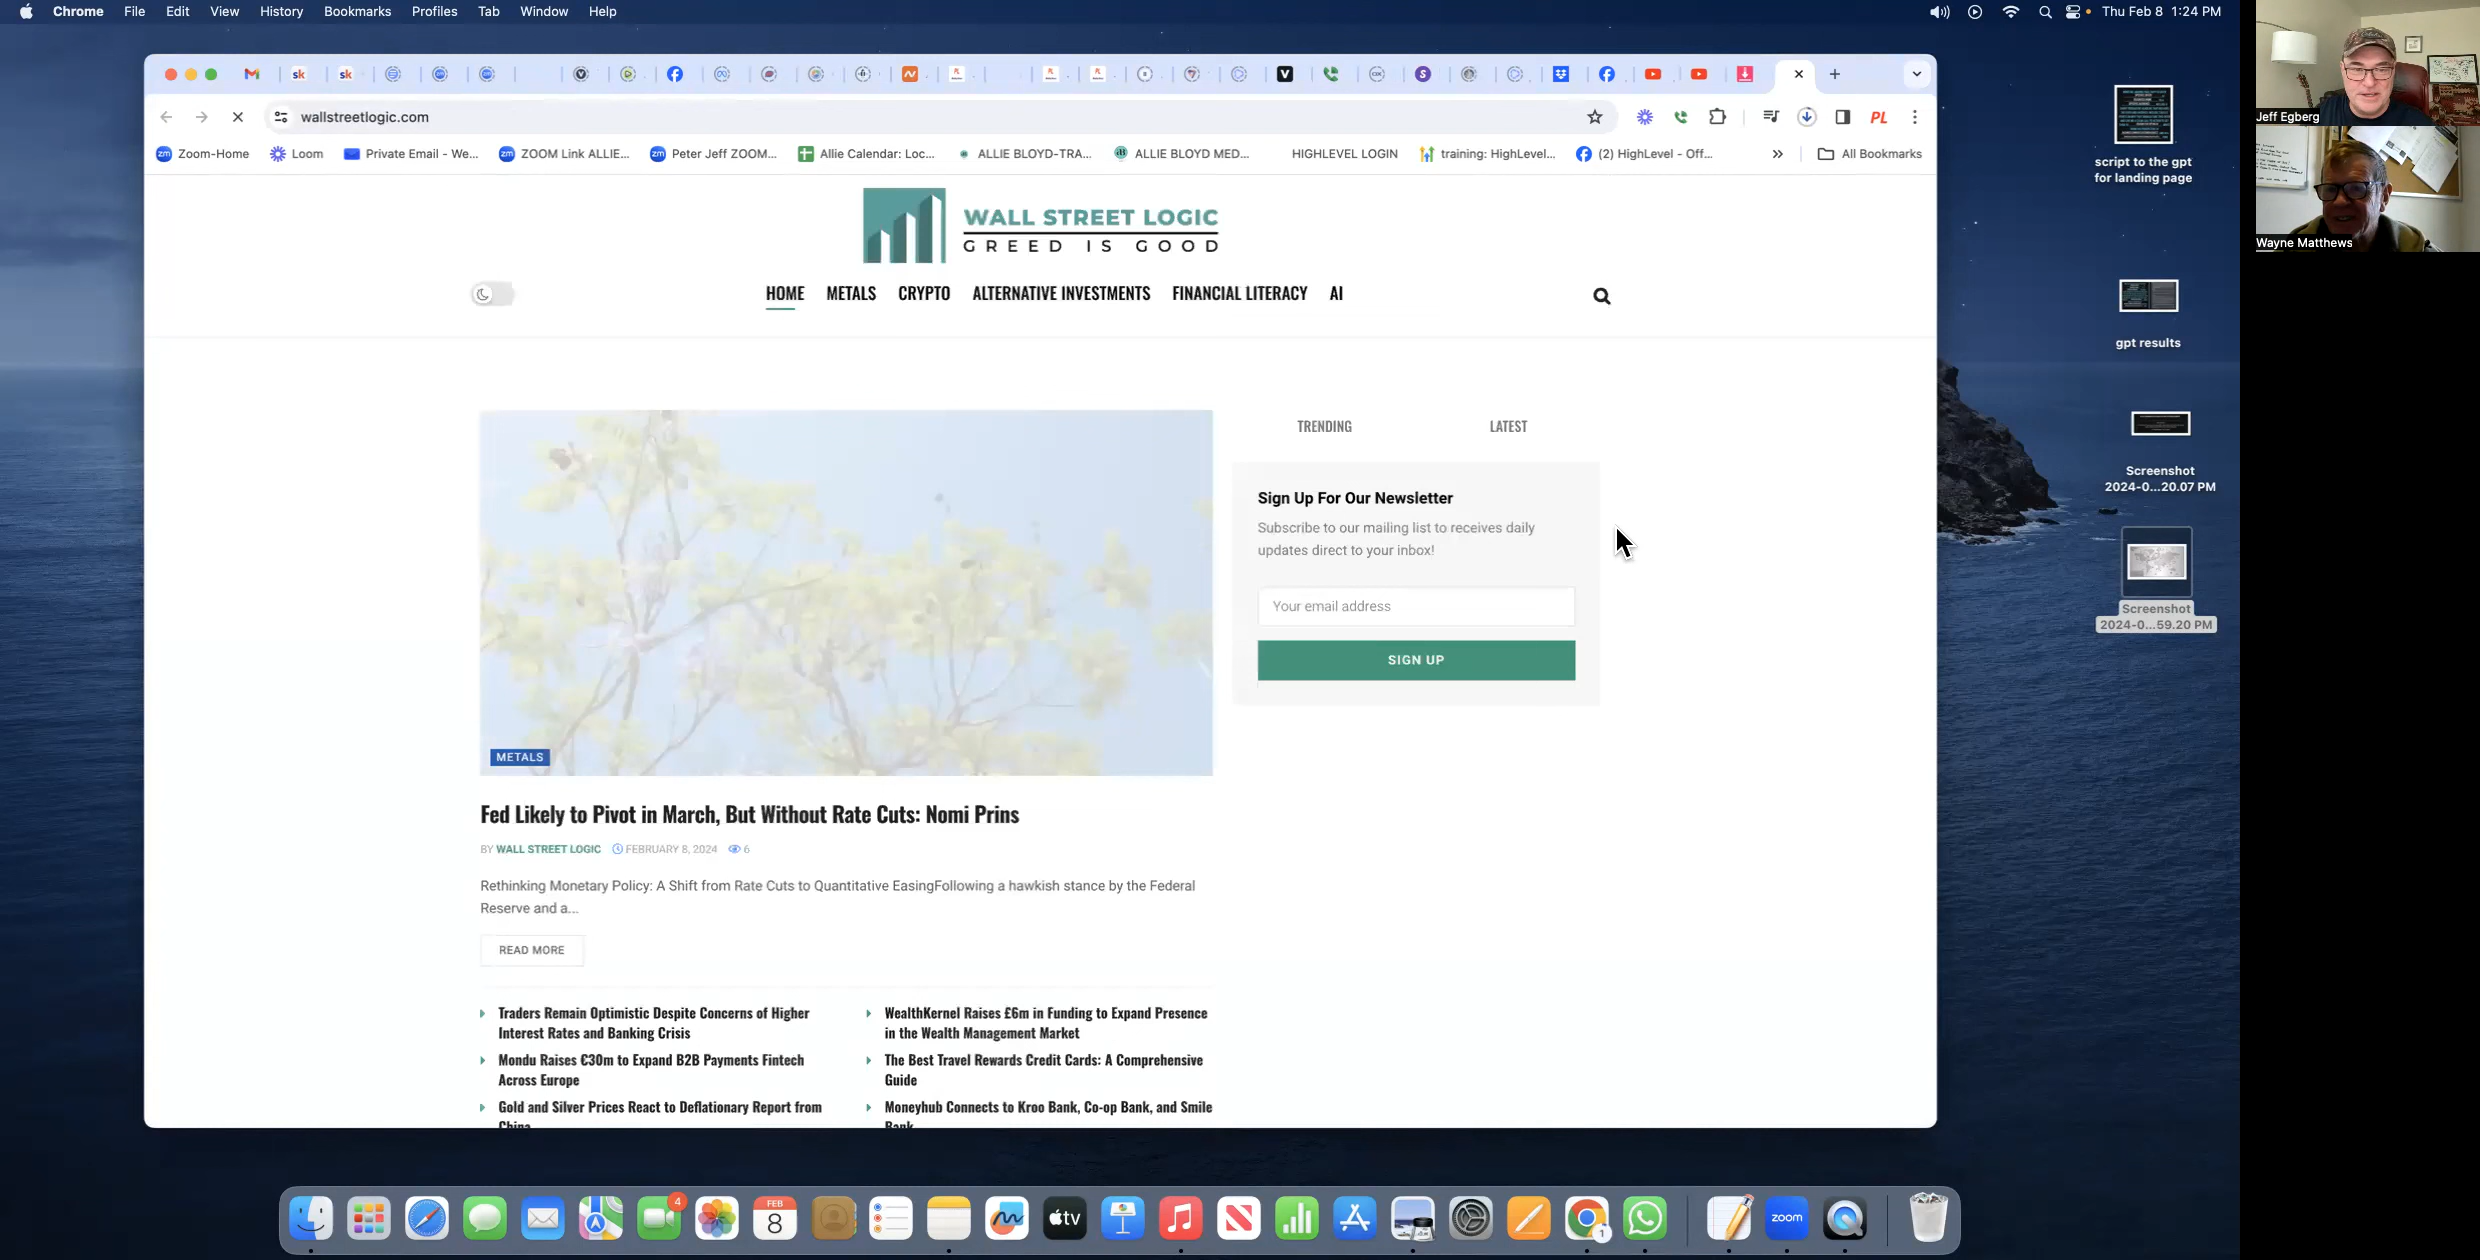 Chrome File Edit View History Bookmarks Profiles Tab Window Help
Thu Feb 8 1:24 PM
wallstreetlogic.com
PL
Zoom-Home Loom Private Email - We... ZOOM Link ALLIE... Peter Jeff ZOOM... Allie Calendar: Loc... ALLIE BLOYD-TRA... ALLIE BLOYD MED... HIGHLEVEL LOGIN training: HighLevel... (2) HighLevel - Off... » All Bookmarks
WALL STREET LOGIC
GREED IS GOOD
HOME METALS CRYPTO ALTERNATIVE INVESTMENTS FINANCIAL LITERACY AI
METALS
Fed Likely to Pivot in March, But Without Rate Cuts: Nomi Prins
BY WALL STREET LOGIC FEBRUARY 8, 2024 6
Rethinking Monetary Policy: A Shift from Rate Cuts to Quantitative EasingFollowing a hawkish stance by the Federal
Reserve and a...
READ MORE
Traders Remain Optimistic Despite Concerns of Higher
Interest Rates and Banking Crisis
Mondu Raises €30m to Expand B2B Payments Fintech
Across Europe
Gold and Silver Prices React to Deflationary Report from
China
WealthKernel Raises £6m in Funding to Expand Presence
in the Wealth Management Market
The Best Travel Rewards Credit Cards: A Comprehensive
Guide
Moneyhub Connects to Kroo Bank, Co-op Bank, and Smile
Bank
TRENDING LATEST
Sign Up For Our Newsletter
Subscribe to our mailing list to receives daily
updates direct to your inbox!
Your email address
SIGN UP
script to the gpt
for landing page
gpt results
Screenshot
2024-0...20.07 PM
Screenshot
2024-0...59.20 PM
Jeff Egberg
Wayne Matthews
4
FEB
8
tv
zoom
1